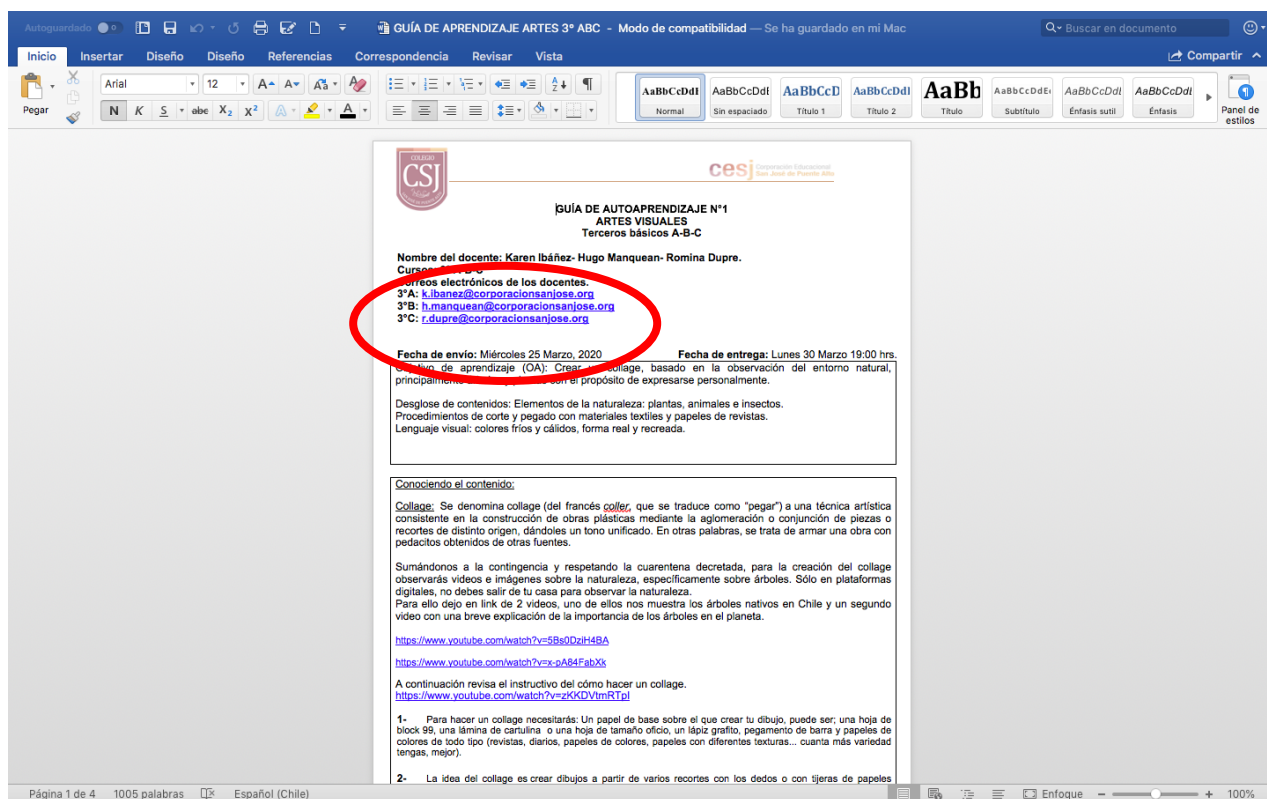 Autoguardado
GUÍA DE APRENDIZAJE ARTES 3º ABC - Modo de compatibilidad — Se ha guardado en mi Mac
Buscar en documento
Inicio Insertar Diseño Diseño Referencias Correspondencia Revisar Vista
Compartir
Pegar
Arial 12
N K S abc X2 X2 A A
AaBbCcDdI AaBbCcDdI AaBbCcD AaBbCcDdI AaBb AaBbCcDdEı AaBbCcDdI AaBbCcDdI
Normal Sin espaciado Título 1 Título 2 Título Subtítulo Énfasis sutil Énfasis
Panel de
estilos
COLEGIO
CSJ
cesj Corporación Educacional
San José de Puente Alto
GUÍA DE AUTOAPRENDIZAJE N°1
ARTES VISUALES
Terceros básicos A-B-C
Nombre del docente: Karen Ibáñez- Hugo Manquean- Romina Dupre.
Correos electrónicos de los docentes.
3°A: k.ibanez@corporacionsanjose.org
3°B: h.manquean@corporacionsanjose.org
3°C: r.dupre@corporacionsanjose.org
Fecha de envío: Miércoles 25 Marzo, 2020 Fecha de entrega: Lunes 30 Marzo 19:00 hrs.
Objetivo de aprendizaje (OA): Crear collage, basado en la observación del entorno natural,
principalmente con el propósito de expresarse personalmente.
Desglose de contenidos: Elementos de la naturaleza: plantas, animales e insectos.
Procedimientos de corte y pegado con materiales textiles y papeles de revistas.
Lenguaje visual: colores fríos y cálidos, forma real y recreada.
Conociendo el contenido:
Collage: Se denomina collage (del francés coller, que se traduce como “pegar”) a una técnica artística
consistente en la construcción de obras plásticas mediante la aglomeración o conjunción de piezas o
recortes de distinto origen, dándoles un tono unificado. En otras palabras, se trata de armar una obra con
pedacitos obtenidos de otras fuentes.
Sumándonos a la contingencia y respetando la cuarentena decretada, para la creación del collage
observarás videos e imágenes sobre la naturaleza, específicamente sobre árboles. Sólo en plataformas
digitales, no debes salir de tu casa para observar la naturaleza.
Para ello dejo en link de 2 videos, uno de ellos nos muestra los árboles nativos en Chile y un segundo
video con una breve explicación de la importancia de los árboles en el planeta.
https://www.youtube.com/watch?v=5Bs0DziH4BA
https://www.youtube.com/watch?v=x-pA84FabXk
A continuación revisa el instructivo del cómo hacer un collage.
https://www.youtube.com/watch?v=zKKDVtmRTpI
1- Para hacer un collage necesitarás: Un papel de base sobre el que crear tu dibujo, puede ser; una hoja de
block 99, una lámina de cartulina o una hoja de tamaño oficio, un lápiz grafito, pegamento de barra y papeles de
colores de todo tipo (revistas, diarios, papeles de colores, papeles con diferentes texturas... cuanta más variedad
tengas, mejor).
2- La idea del collage es crear dibujos a partir de varios recortes con los dedos o con tijeras de papeles
Página 1 de 4 1005 palabras Español (Chile) Enfoque 100%